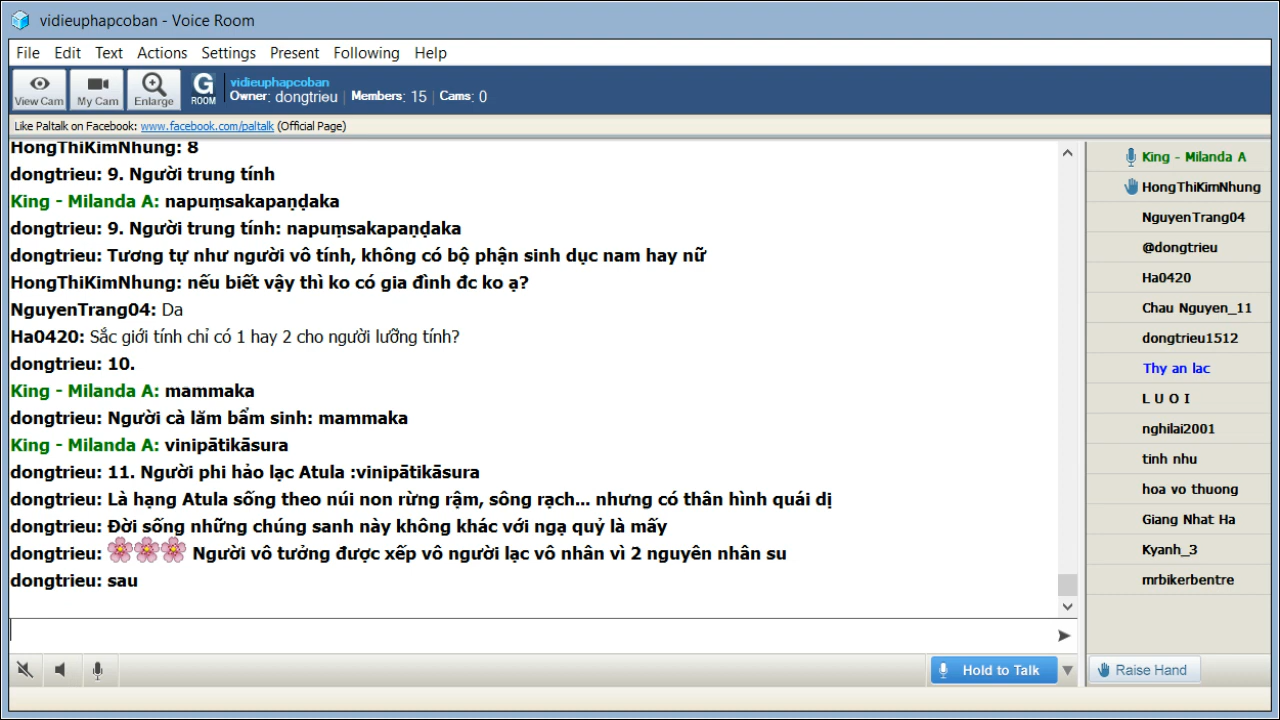 vidieuphapcoban - Voice Room
File Edit Text Actions Settings Present Following Help
View Cam My Cam Enlarge G ROOM vidieuphapcoban
Owner: dongtrieu | Members: 15 | Cams: 0
Like Paltalk on Facebook: www.facebook.com/paltalk (Official Page)
HongThiKimNhung: 8
dongtrieu: 9. Người trung tính
King - Milanda A: napuṃsakapaṇḍaka
dongtrieu: 9. Người trung tính: napuṃsakapaṇḍaka
dongtrieu: Tương tự như người vô tính, không có bộ phận sinh dục nam hay nữ
HongThiKimNhung: nếu biết vậy thì ko có gia đình đc ko ạ?
NguyenTrang04: Da
Ha0420: Sắc giới tính chỉ có 1 hay 2 cho người lưỡng tính?
dongtrieu: 10.
King - Milanda A: mammaka
dongtrieu: Người cà lăm bẩm sinh: mammaka
King - Milanda A: vinipātikāsura
dongtrieu: 11. Người phi hảo lạc Atula :vinipātikāsura
dongtrieu: Là hạng Atula sống theo núi non rừng rậm, sông rạch... nhưng có thân hình quái dị
dongtrieu: Đời sống những chúng sanh này không khác với ngạ quỷ là mấy
dongtrieu: 🌸🌸🌸 Người vô tưởng được xếp vô người lạc vô nhân vì 2 nguyên nhân su
dongtrieu: sau
King - Milanda A
HongThiKimNhung
NguyenTrang04
@dongtrieu
Ha0420
Chau Nguyen_11
dongtrieu1512
Thy an lac
L U O I
nghilai2001
tinh nhu
hoa vo thuong
Giang Nhat Ha
Kyanh_3
mrbikerbentre
Hold to Talk
Raise Hand